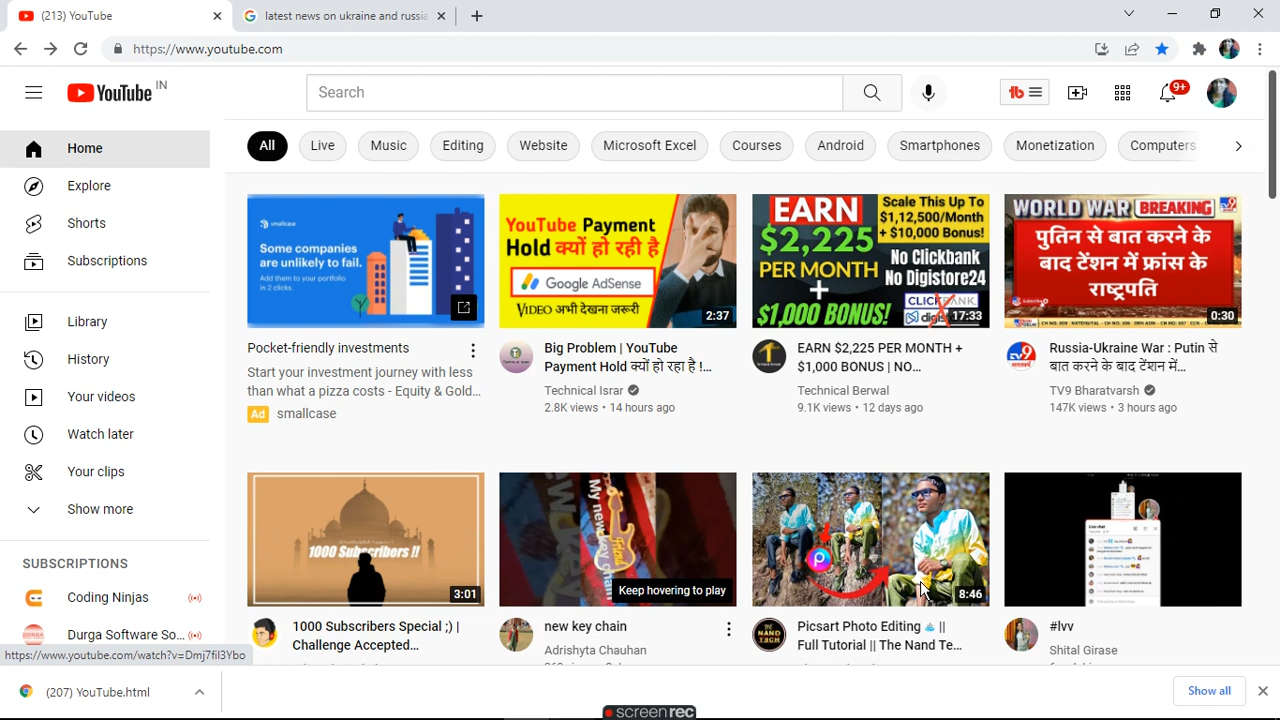 (213) YouTube
latest news on ukraine and russia
https://www.youtube.com
YouTube IN
Search
9+
Home
Explore
Shorts
Subscriptions
Library
History
Your videos
Watch later
Your clips
Show more
SUBSCRIPTIONS
Coding Ninjas
Durga Software So...
All Live Music Editing Website Microsoft Excel Courses Android Smartphones Monetization Computers
smallcase
Some companies
are unlikely to fail.
Add them to your portfolio
in 2 clicks.
Pocket-friendly investments
Start your investment journey with less
than what a pizza costs - Equity & Gold...
Ad smallcase
YouTube Payment
Hold क्यों हो रही है
Google AdSense
VIDEO अभी देखना जरूरी
2:37
Big Problem | YouTube
Payment Hold क्यों हो रहा है !...
Technical Israr
2.8K views • 14 hours ago
EARN
$2,225
PER MONTH
+
$1,000 BONUS!
Scale This Up To
$1,12,500/Month
+ $10,000 Bonus!
No Clickbank
No Digistore24
CLICKBANK
17:33
EARN $2,225 PER MONTH +
$1,000 BONUS | NO...
Technical Berwal
9.1K views • 12 days ago
WORLD WAR BREAKING
पुतिन से बात करने के
बाद टेंशन में फ्रांस के
राष्ट्रपति
0:30
Russia-Ukraine War : Putin से
बात करने के बाद टेंशन में...
TV9 Bharatvarsh
147K views • 3 hours ago
1000 Subscribers !!
3:01
1000 Subscribers Special ;) |
Challenge Accepted...
My new
Keep hovering to play
new key chain
Adrishyta Chauhan
8:46
THE NAND TECH
Picsart Photo Editing 🌊 ||
Full Tutorial || The Nand Te...
Live chat
#lvv
Shital Girase
https://www.youtube.com/watch?v=Dmj7fiI3Ybo
(207) YouTube.html
Show all
screenrec